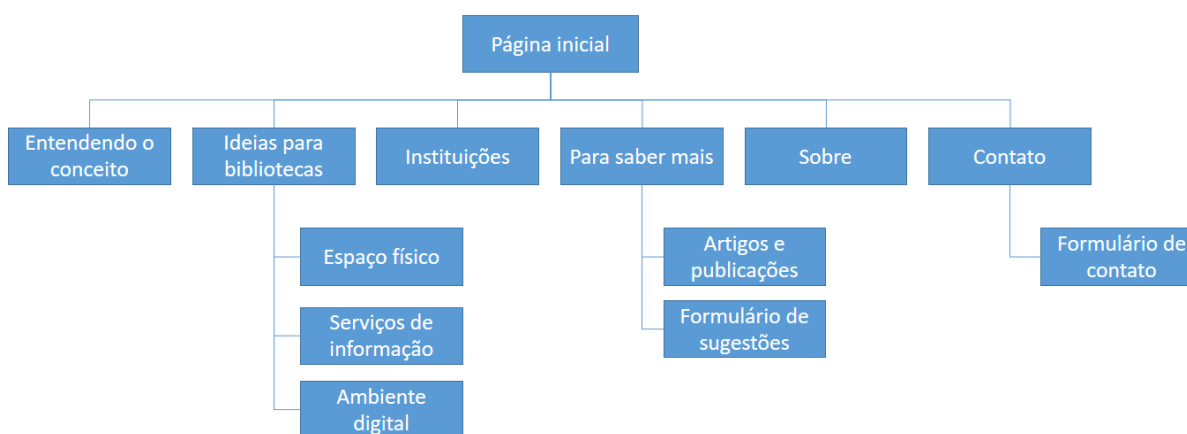 Página inicial
Entendendo o
conceito
Ideias para
bibliotecas
Instituições
Para saber mais
Sobre
Contato
Espaço físico
Serviços de
informação
Ambiente
digital
Artigos e
publicações
Formulário de
sugestões
Formulário de
contato